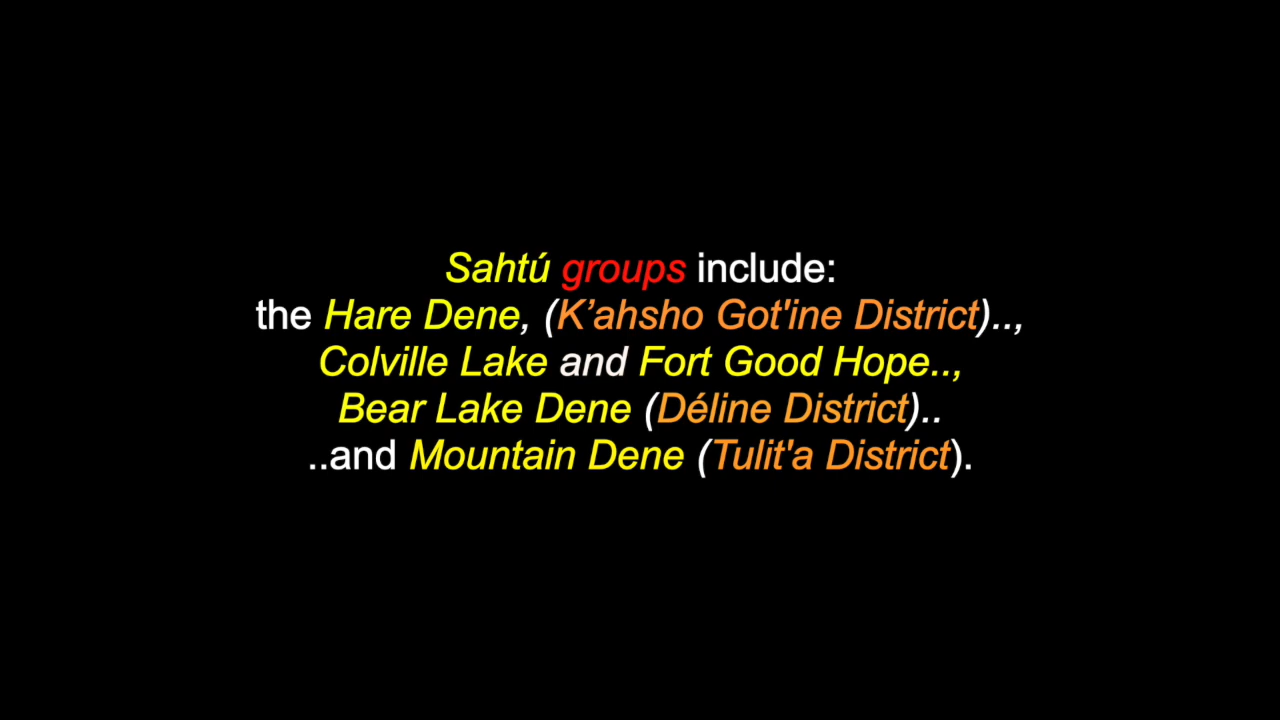 Sahtú groups include:
the Hare Dene, (K’ahsho Got'ine District)..,
Colville Lake and Fort Good Hope..,
Bear Lake Dene (Déline District)..
..and Mountain Dene (Tulit'a District).